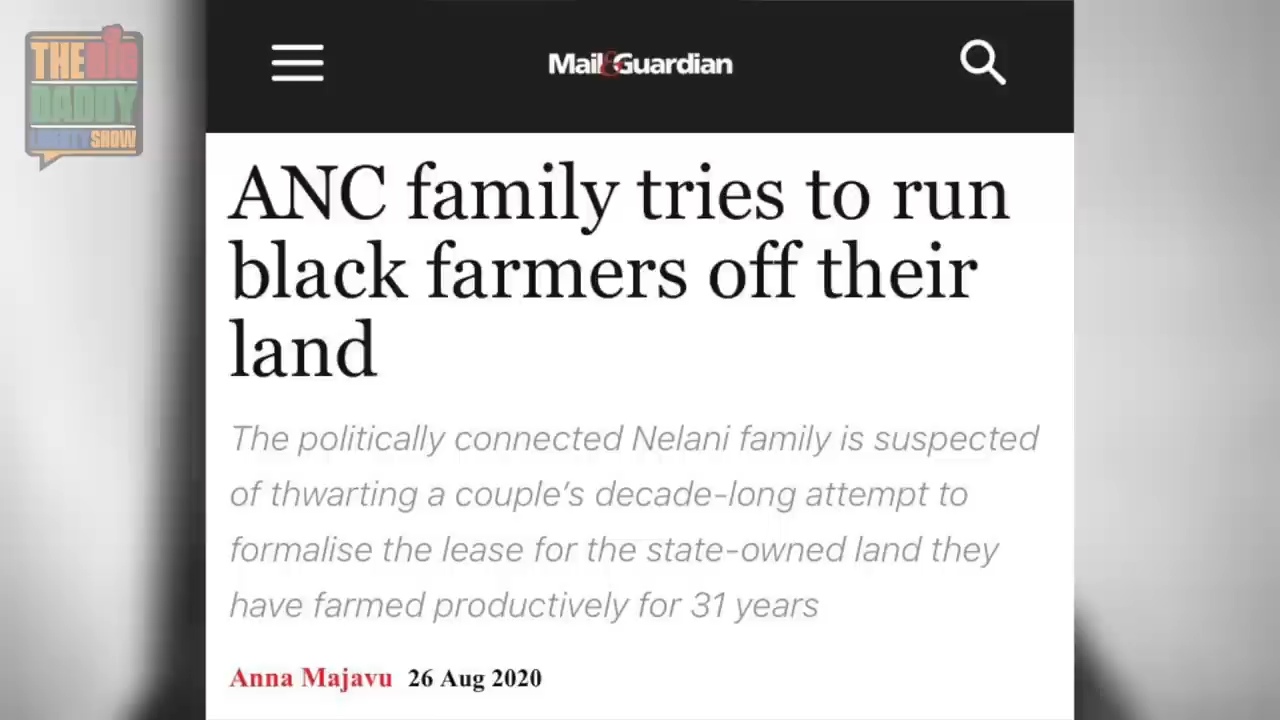 THE BIG
DADDY
LIBERTY SHOW
Mail&Guardian
ANC family tries to run
black farmers off their
land
The politically connected Nelani family is suspected
of thwarting a couple's decade-long attempt to
formalise the lease for the state-owned land they
have farmed productively for 31 years
Anna Majavu 26 Aug 2020